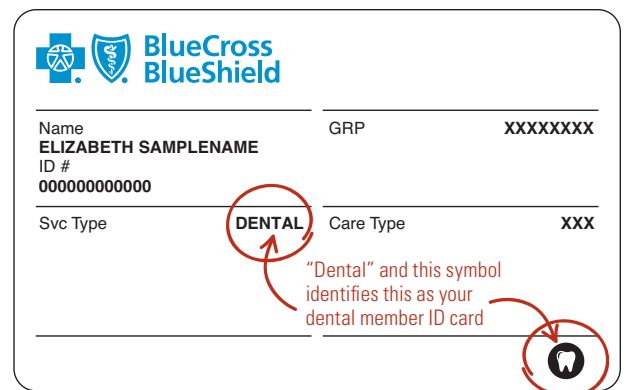 BlueCross
BlueShield
Name
ELIZABETH SAMPLENAME
ID #
000000000000
GRP XXXXXXXX
Svc Type DENTAL
Care Type XXX
"Dental" and this symbol
identifies this as your
dental member ID card